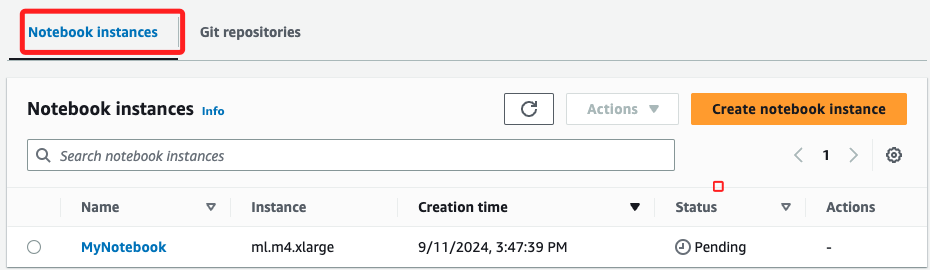 Notebook instances Git repositories
Notebook instances Info Actions Create notebook instance
Search notebook instances 1
Name Instance Creation time Status Actions
MyNotebook ml.m4.xlarge 9/11/2024, 3:47:39 PM Pending -